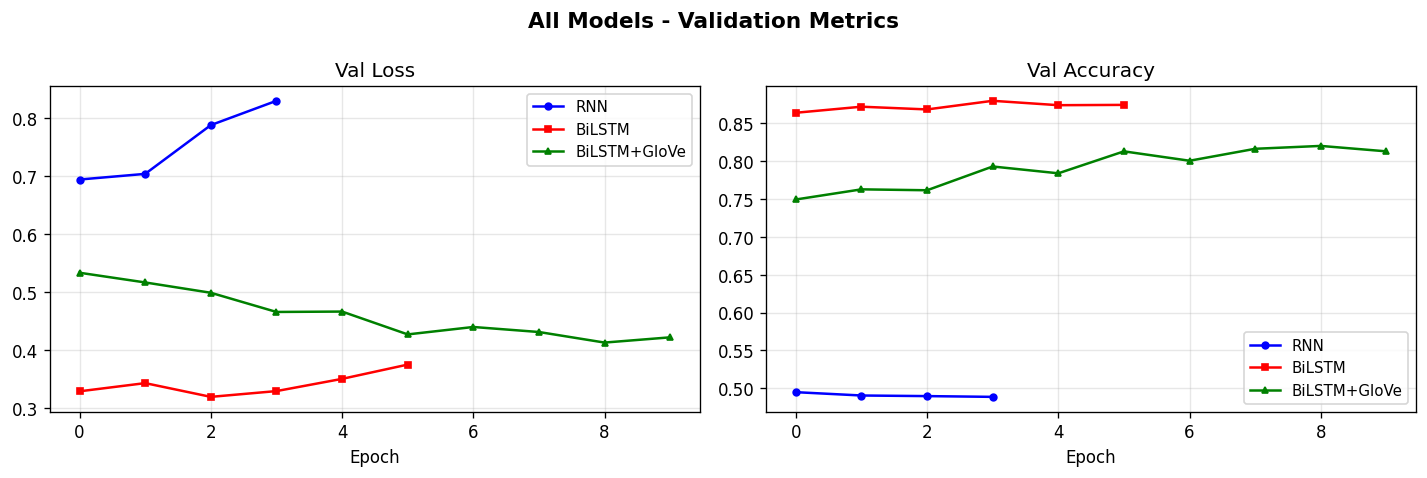 All Models - Validation Metrics
Val Loss
0.8
0.7
0.6
0.5
0.4
0.3
RNN
BiLSTM
BiLSTM+GloVe
0 2 4 6 8
Epoch
Val Accuracy
0.85
0.80
0.75
0.70
0.65
0.60
0.55
0.50
RNN
BiLSTM
BiLSTM+GloVe
0 2 4 6 8
Epoch